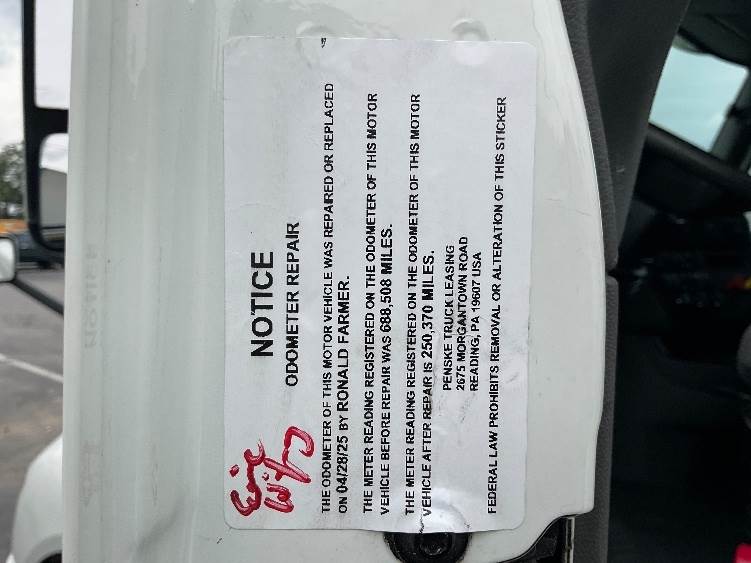 NOTICE
ODOMETER REPAIR
THE ODOMETER OF THIS MOTOR VEHICLE WAS REPAIRED OR REPLACED
ON 04/28/25 BY RONALD FARMER.
THE METER READING REGISTERED ON THE ODOMETER OF THIS MOTOR
VEHICLE BEFORE REPAIR WAS 688,508 MILES.
THE METER READING REGISTERED ON THE ODOMETER OF THIS MOTOR
VEHICLE AFTER REPAIR IS 250,370 MILES.
PENSKE TRUCK LEASING
2675 MORGANTOWN ROAD
READING, PA 19607 USA
FEDERAL LAW PROHIBITS REMOVAL OR ALTERATION OF THIS STICKER